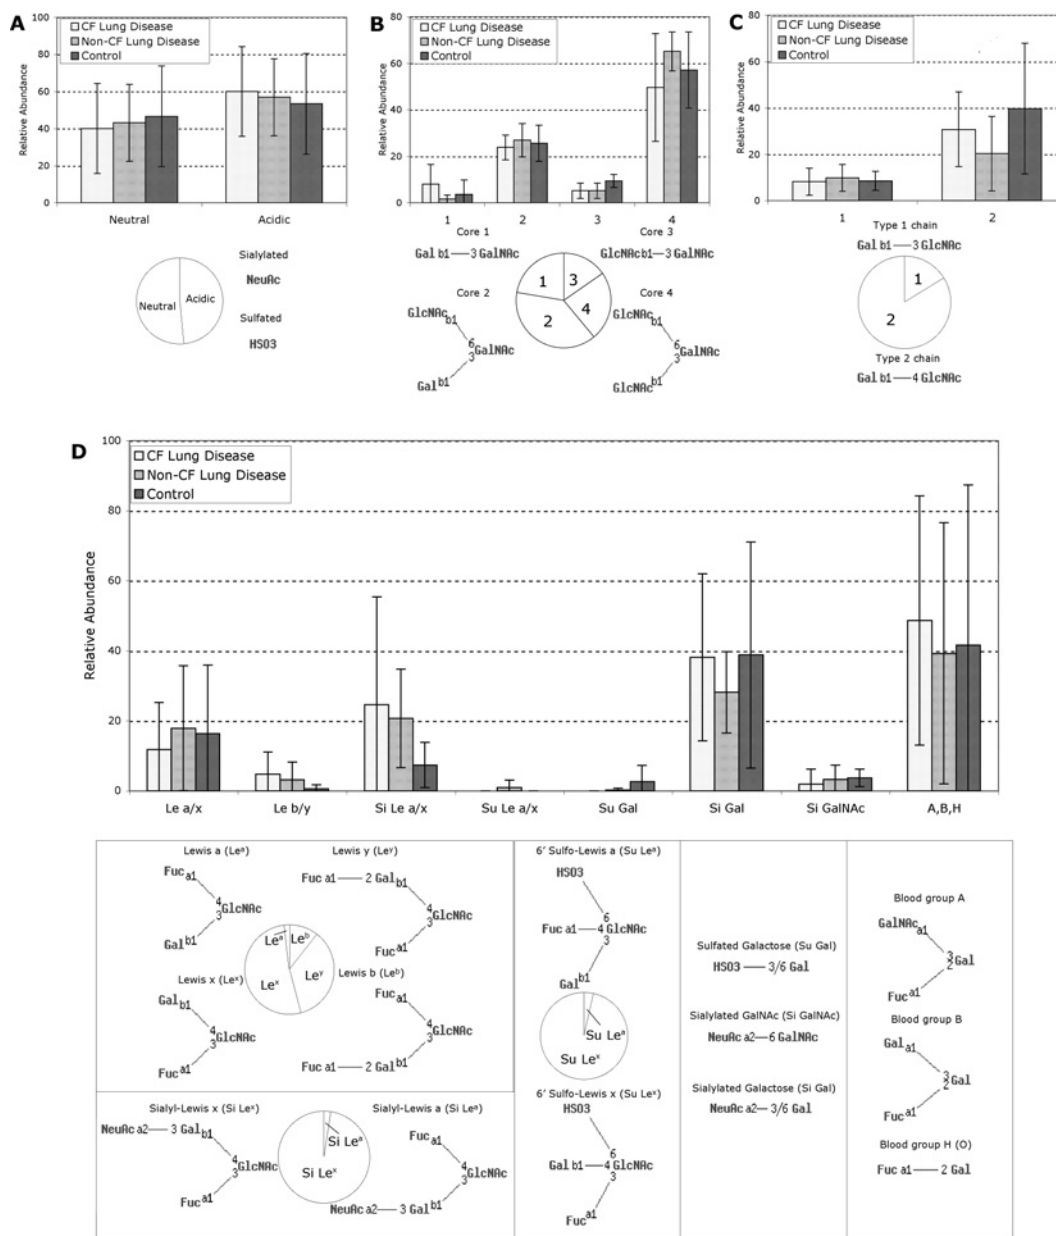 A
CF Lung Disease
Non-CF Lung Disease
Control
Relative Abundance
100
80
60
40
20
0
Neutral
Acidic
Neutral
Acidic
Sialylated
NeuAc
Sulfated
HSO3
B
CF Lung Disease
Non-CF Lung Disease
Control
Relative Abundance
80
60
40
20
0
1
2
3
4
Core 1
Gal b1—3 GalNAc
Core 3
GlcNAc b1—3 GalNAc
Core 2
GlcNAc b1
6
3 GalNAc
Gal b1
1
2
3
4
Core 4
GlcNAc b1
6
3 GalNAc
GlcNAc b1
C
CF Lung Disease
Non-CF Lung Disease
Control
Relative Abundance
80
60
40
20
0
1
2
Type 1 chain
Gal b1—3 GlcNAc
1
2
Type 2 chain
Gal b1—4 GlcNAc
D
CF Lung Disease
Non-CF Lung Disease
Control
Relative Abundance
100
80
60
40
20
0
Le a/x
Le b/y
Si Le a/x
Su Le a/x
Su Gal
Si Gal
Si GalNAc
A,B,H
Lewis a (Leᵃ)
Fuc a1
4
3 GlcNAc
Gal b1
Lewis y (Leʸ)
Fuc a1—2 Gal b1
4
3 GlcNAc
Fuc a1
Leᵃ
Leᵇ
Leˣ
Leʸ
Lewis x (Leˣ)
Gal b1
4
3 GlcNAc
Fuc a1
Lewis b (Leᵇ)
Fuc a1
4
3 GlcNAc
Fuc a1—2 Gal b1
Sialyl-Lewis x (Si Leˣ)
NeuAc a2—3 Gal b1
4
3 GlcNAc
Fuc a1
Si Leᵃ
Si Leˣ
Sialyl-Lewis a (Si Leᵃ)
Fuc a1
4
3 GlcNAc
NeuAc a2—3 Gal b1
6' Sulfo-Lewis a (Su Leᵃ)
HSO3
6
Fuc a1—4 GlcNAc
3
Gal b1
Su Leᵃ
Su Leˣ
6' Sulfo-Lewis x (Su Leˣ)
HSO3
6
Gal b1—4 GlcNAc
3
Fuc a1
Sulfated Galactose (Su Gal)
HSO3—3/6 Gal
Sialylated GalNAc (Si GalNAc)
NeuAc a2—6 GalNAc
Sialylated Galactose (Si Gal)
NeuAc a2—3/6 Gal
Blood group A
GalNAc a1
3
2 Gal
Fuc a1
Blood group B
Gal a1
3
2 Gal
Fuc a1
Blood group H (O)
Fuc a1—2 Gal